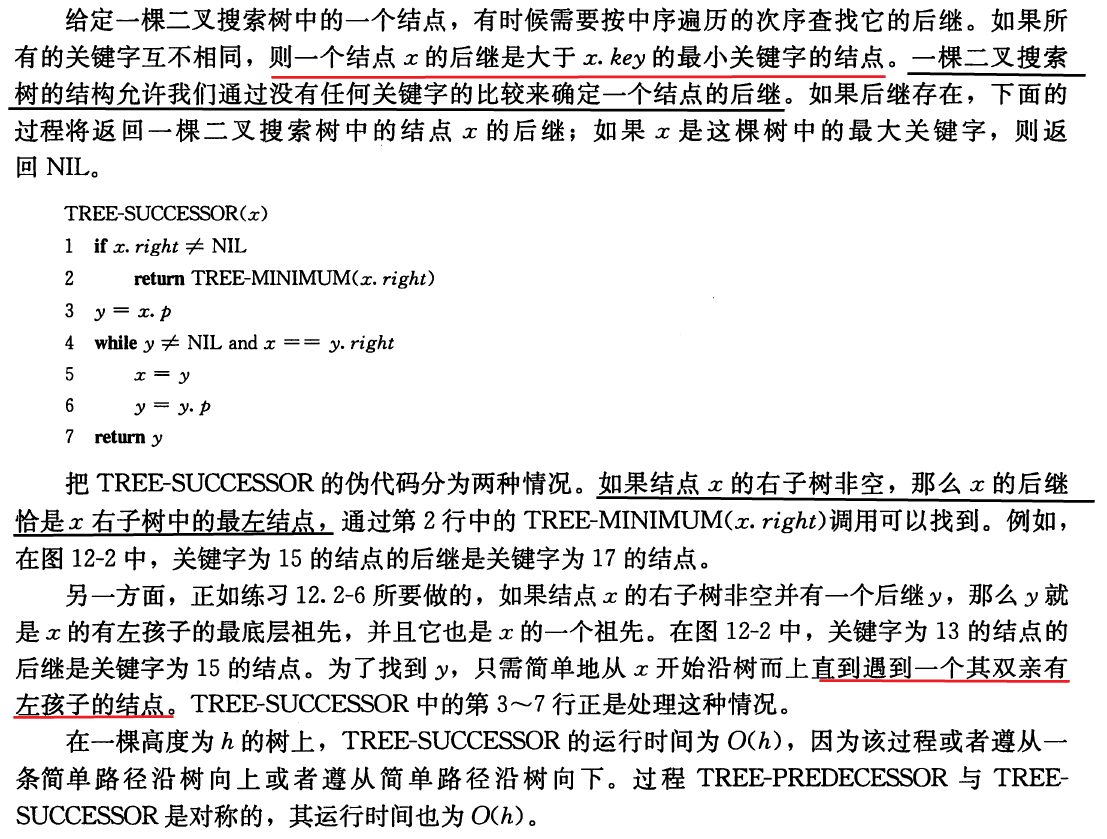 给定一棵二叉搜索树中的一个结点，有时候需要按中序遍历的次序查找它的后继。如果所
有的关键字互不相同，则一个结点 x 的后继是大于 x. key 的最小关键字的结点。一棵二叉搜索
树的结构允许我们通过没有任何关键字的比较来确定一个结点的后继。如果后继存在，下面的
过程将返回一棵二叉搜索树中的结点 x 的后继；如果 x 是这棵树中的最大关键字，则返
回 NIL。
TREE-SUCCESSOR(x)
1 if x. right ≠ NIL
2 return TREE-MINIMUM(x. right)
3 y = x. p
4 while y ≠ NIL and x == y. right
5 x = y
6 y = y. p
7 return y
把 TREE-SUCCESSOR 的伪代码分为两种情况。如果结点 x 的右子树非空，那么 x 的后继
恰是 x 右子树中的最左结点，通过第 2 行中的 TREE-MINIMUM(x. right)调用可以找到。例如，
在图 12-2 中，关键字为 15 的结点的后继是关键字为 17 的结点。
另一方面，正如练习 12. 2-6 所要做的，如果结点 x 的右子树非空并有一个后继 y，那么 y 就
是 x 的有左孩子的最底层祖先，并且它也是 x 的一个祖先。在图 12-2 中，关键字为 13 的结点的
后继是关键字为 15 的结点。为了找到 y，只需简单地从 x 开始沿树而上直到遇到一个其双亲有
左孩子的结点。TREE-SUCCESSOR 中的第 3～7 行正是处理这种情况。
在一棵高度为 h 的树上，TREE-SUCCESSOR 的运行时间为 O(h)，因为该过程或者遵从一
条简单路径沿树向上或者遵从简单路径沿树向下。过程 TREE-PREDECESSOR 与 TREE-
SUCCESSOR 是对称的，其运行时间也为 O(h)。